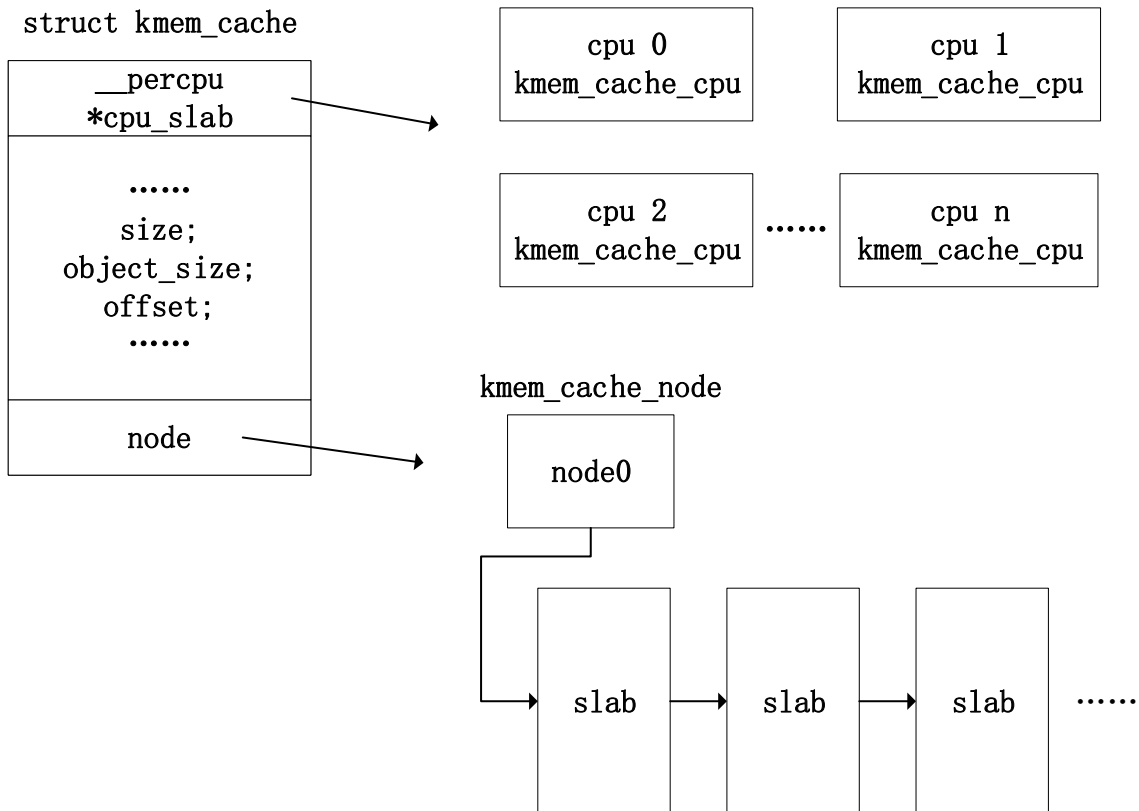 struct kmem_cache
__percpu
*cpu_slab
……
size;
object_size;
offset;
……
node
cpu 0
kmem_cache_cpu
cpu 1
kmem_cache_cpu
cpu 2
kmem_cache_cpu
……
cpu n
kmem_cache_cpu
kmem_cache_node
node0
slab
slab
slab
……